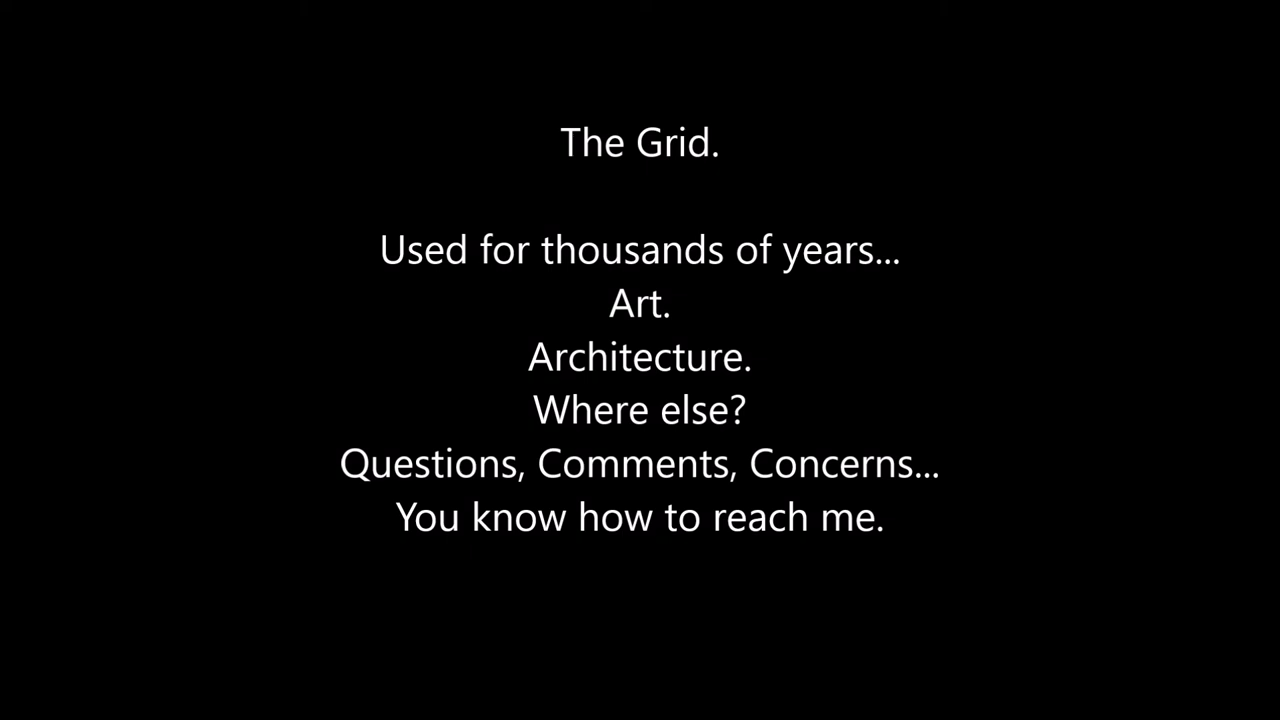 The Grid.
Used for thousands of years...
Art.
Architecture.
Where else?
Questions, Comments, Concerns...
You know how to reach me.